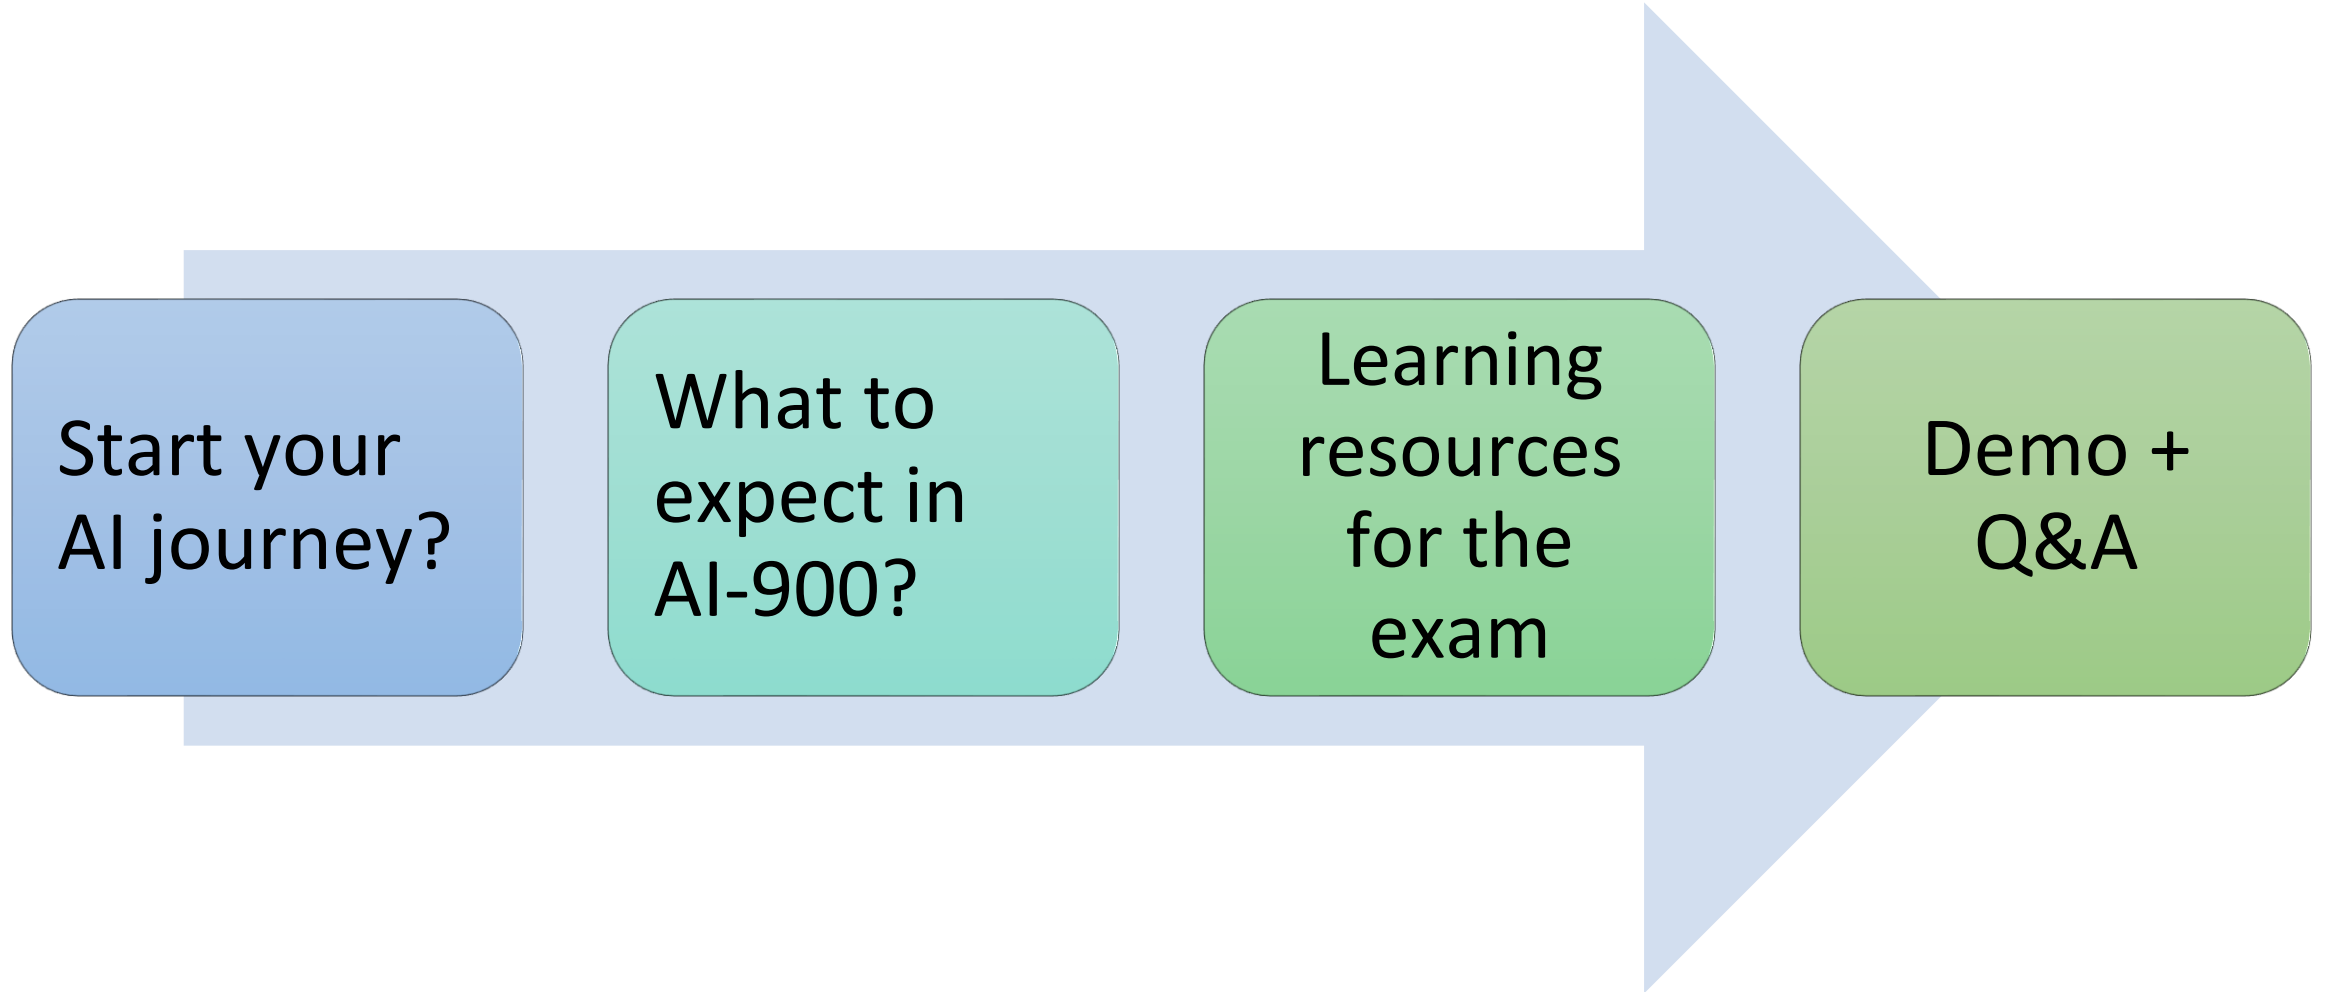 Start your
AI journey?
What to
expect in
AI-900?
Learning
resources
for the
exam
Demo +
Q&A